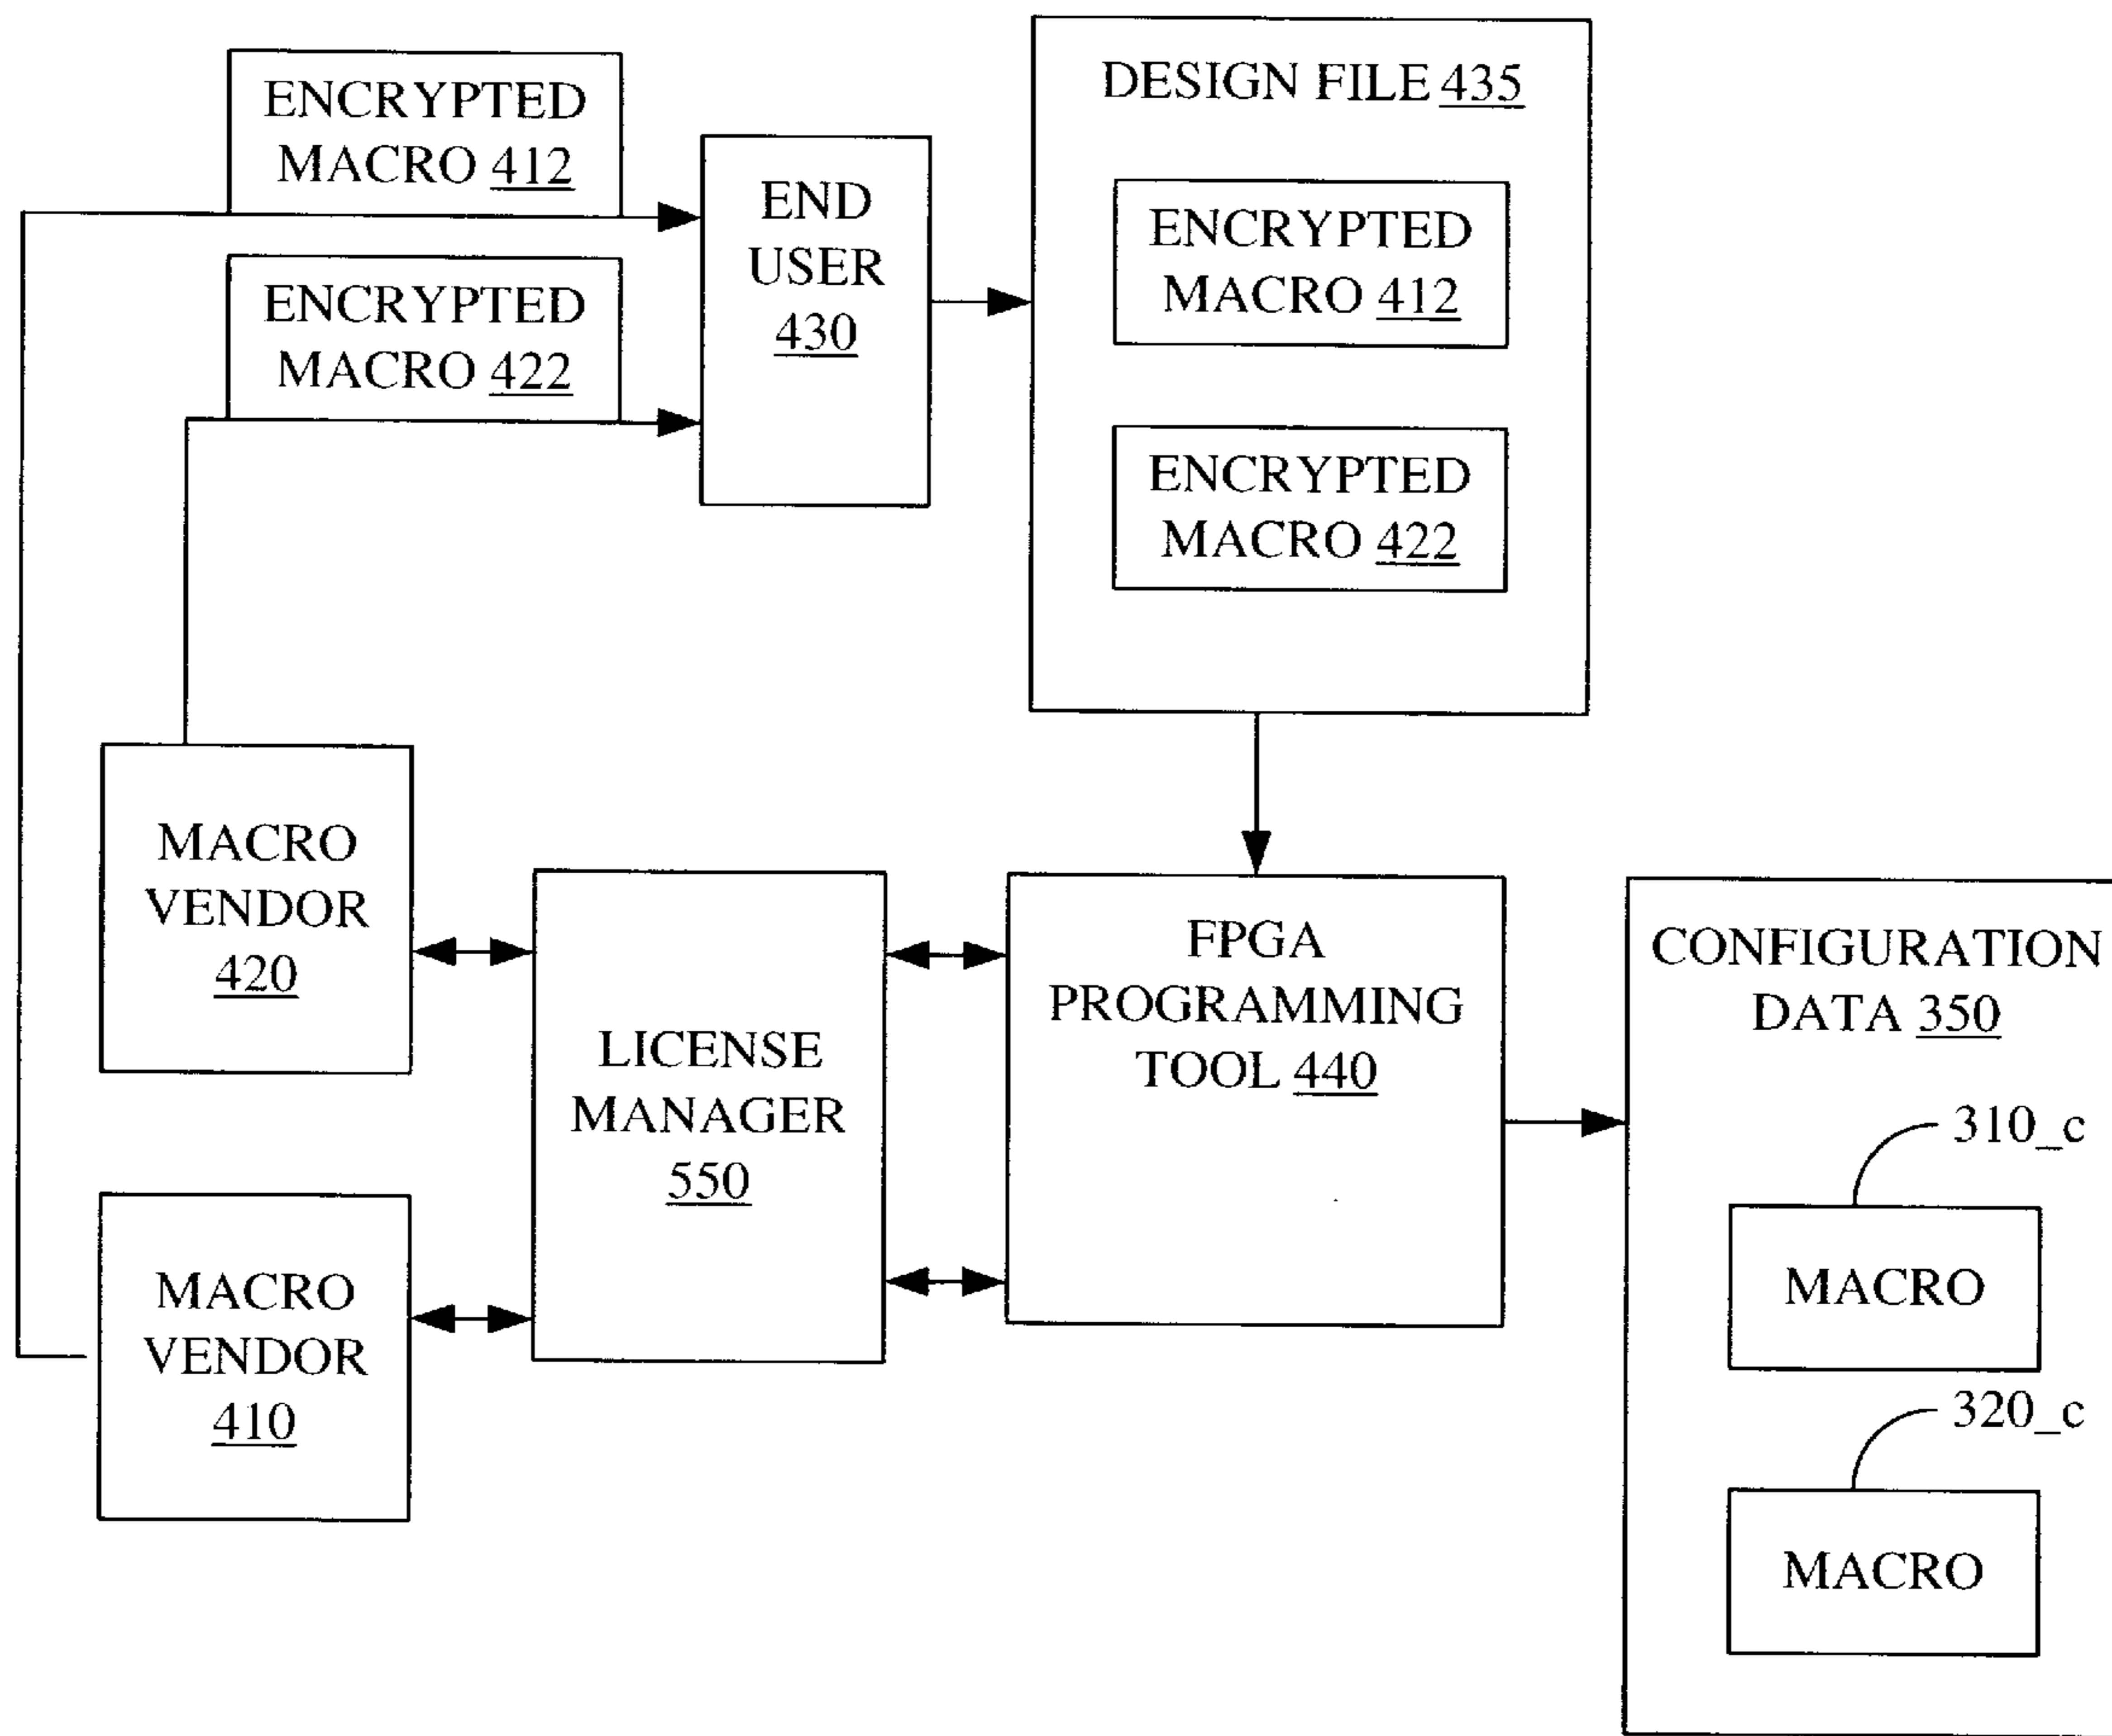 ENCRYPTED
MACRO 412
ENCRYPTED
MACRO 422
END
USER
430
DESIGN FILE 435
ENCRYPTED
MACRO 412
ENCRYPTED
MACRO 422
MACRO
VENDOR
420
MACRO
VENDOR
410
LICENSE
MANAGER
550
FPGA
PROGRAMMING
TOOL 440
CONFIGURATION
DATA 350
310_c
MACRO
320_c
MACRO